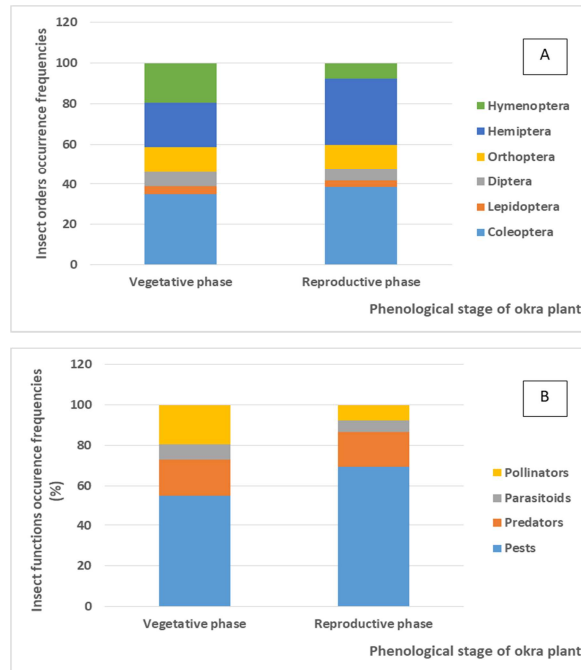 A
120
100
80
60
40
20
0
Insect orders occurrence frequencies
Hymenoptera
Hemiptera
Orthoptera
Diptera
Lepidoptera
Coleoptera
Vegetative phase Reproductive phase
Phenological stage of okra plant
B
120
100
80
60
40
20
0
Insect functions occurence frequencies
(%)
Pollinators
Parasitoids
Predators
Pests
Vegetative phase Reproductive phase
Phenological stage of okra plant